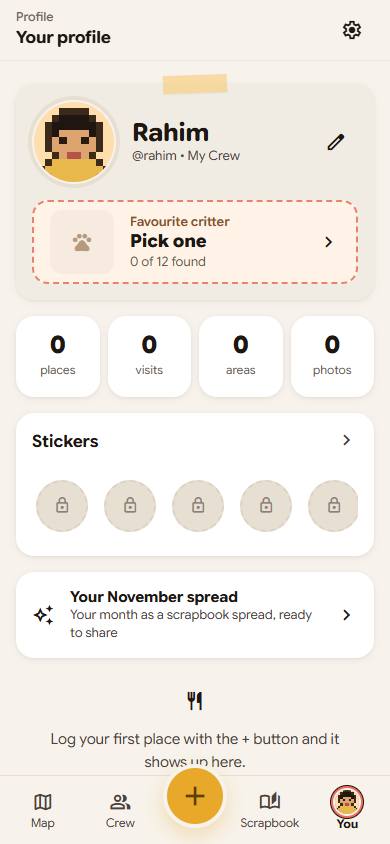 Profile
Your profile
Rahim
@rahim • My Crew
Favourite critter
Pick one
0 of 12 found
0 0 0 0
places visits areas photos
Stickers
Your November spread
Your month as a scrapbook spread, ready
to share
Log your first place with the + button and it
shows up here.
Map Crew Scrapbook You